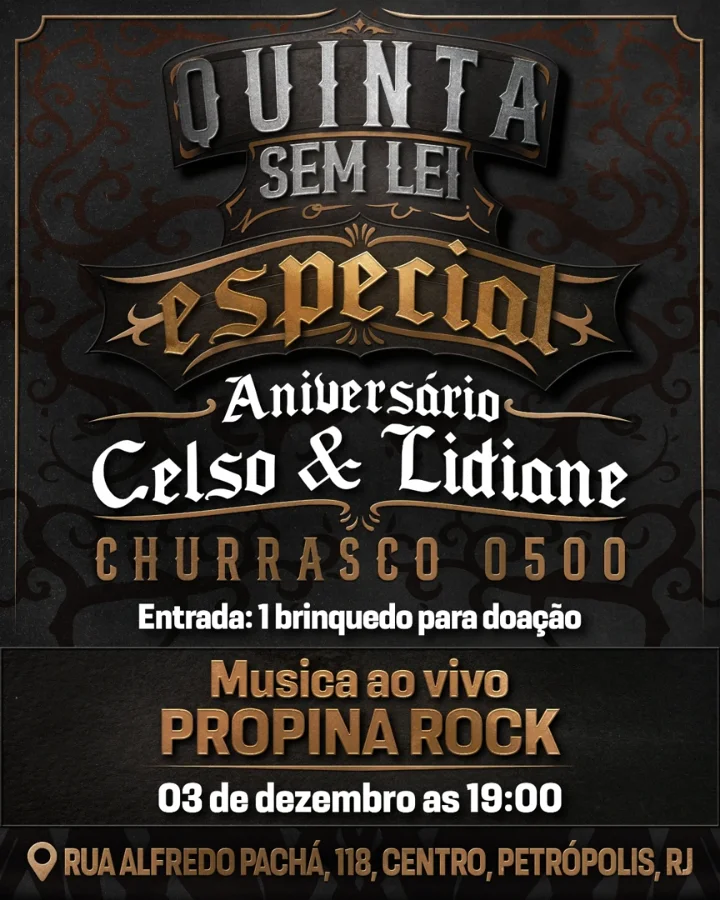 QUINTA
SEM LEI
especial
Aniversário
Celso & Lidiane
CHURRASCO 0500
Entrada: 1 brinquedo para doação
Musica ao vivo
PROPINA ROCK
03 de dezembro as 19:00
RUA ALFREDO PACHÁ, 118, CENTRO, PETRÓPOLIS, RJ